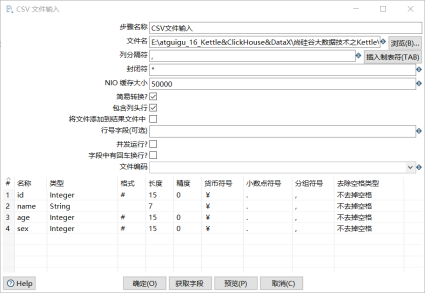 CSV 文件输入
步骤名称 CSV文件输入
文件名 E:\atguigu_16_Kettle&ClickHouse&DataX\尚硅谷大数据技术之Kettle\ 浏览(B)...
列分隔符 , 插入制表符(TAB)
封闭符 "
NIO 缓存大小 50000
简易转换?
包含列头行
将文件添加到结果文件中
行号字段(可选)
并发运行?
字段中有回车换行?
文件编码
# 名称 类型 格式 长度 精度 货币符号 小数点符号 分组符号 去除空格类型
1 id Integer # 15 0 ¥ . , 不去掉空格
2 name String 7 ¥ . , 不去掉空格
3 age Integer # 15 0 ¥ . , 不去掉空格
4 sex Integer # 15 0 ¥ . , 不去掉空格
Help 确定(O) 获取字段 预览(P) 取消(C)